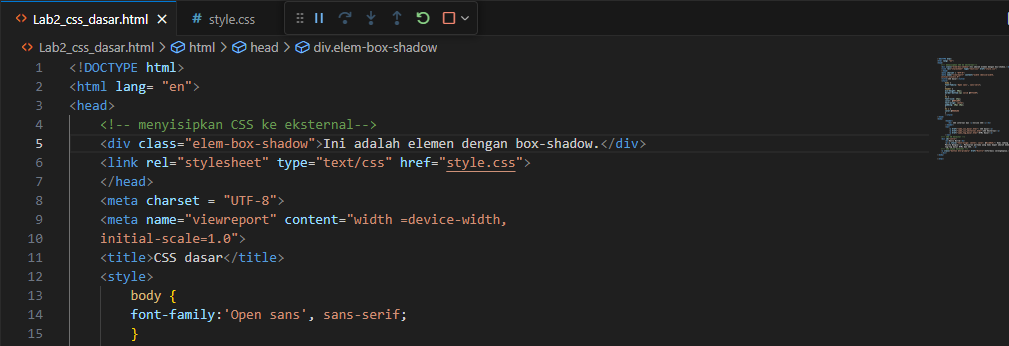 Lab2_css_dasar.html
style.css
Lab2_css_dasar.html > html > head > div.elem-box-shadow
1 <!DOCTYPE html>
2 <html lang= "en">
3 <head>
4 <!-- menyisipkan CSS ke eksternal-->
5 <div class="elem-box-shadow">Ini adalah elemen dengan box-shadow.</div>
6 <link rel="stylesheet" type="text/css" href="style.css">
7 </head>
8 <meta charset = "UTF-8">
9 <meta name="viewreport" content="width =device-width,
10 initial-scale=1.0">
11 <title>CSS dasar</title>
12 <style>
13 body {
14 font-family:'Open sans', sans-serif;
15 }